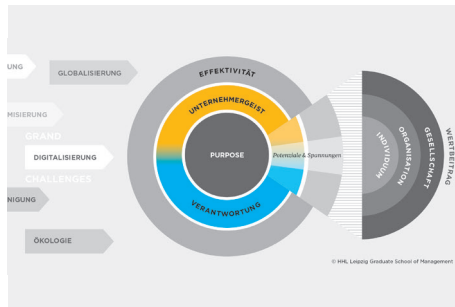 UNG
GLOBALISIERUNG
MISIERUNG
GRAND
DIGITALISIERUNG
CHALLENGES
NIGUNG
ÖKOLOGIE
EFFEKTIVITÄT
UNTERNEHMERGEIST
PURPOSE
Potenziale & Spannungen
VERANTWORTUNG
INDIVIDUUM
ORGANISATION
GESELLSCHAFT
WERTBEITRAG
© HHL Leipzig Graduate School of Management